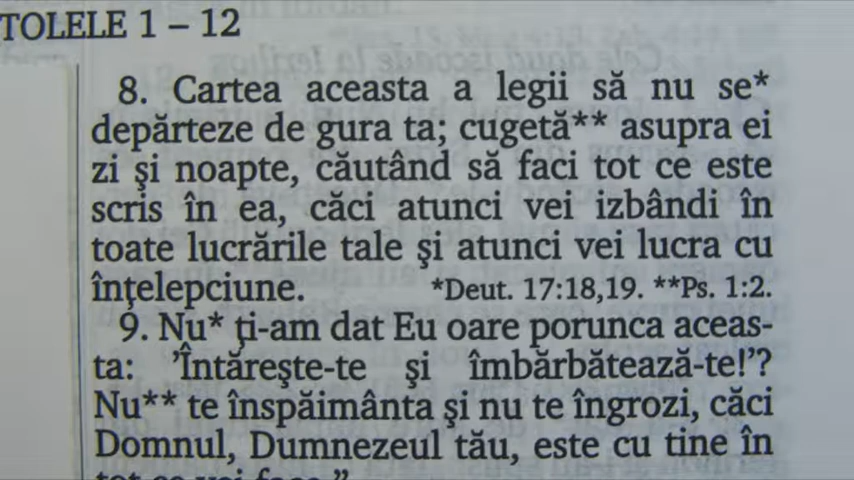 TOLELE 1 – 12
8. Cartea aceasta a legii să nu se*
depărteze de gura ta; cugetă** asupra ei
zi şi noapte, căutând să faci tot ce este
scris în ea, căci atunci vei izbândi în
toate lucrările tale şi atunci vei lucra cu
înţelepciune. *Deut. 17:18,19. **Ps. 1:2.
9. Nu* ţi-am dat Eu oare porunca aceas-
ta: 'Întăreşte-te şi îmbărbătează-te!'?
Nu** te înspăimânta şi nu te îngrozi, căci
Domnul, Dumnezeul tău, este cu tine în
tot ce vei face."